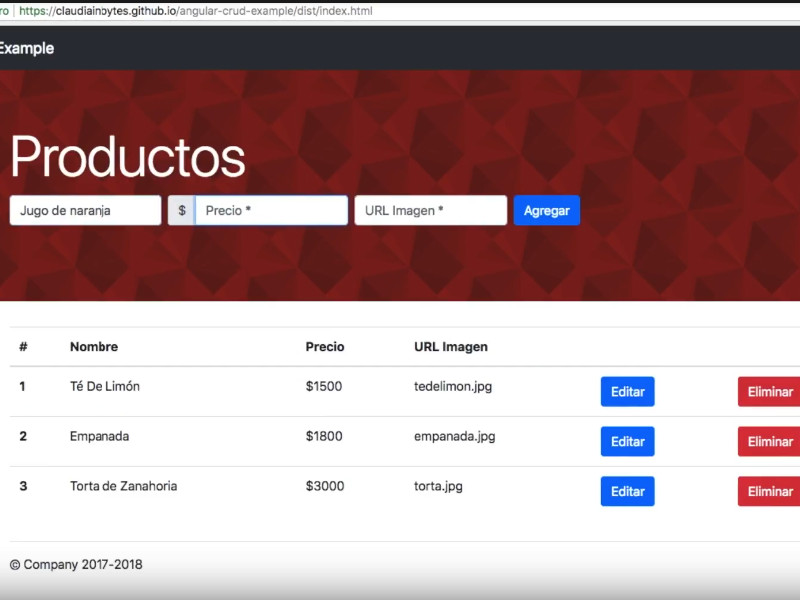 ro https://claudiainbytes.github.io/angular-crud-example/dist/index.html
Example
Productos
Jugo de naranja $ Precio * URL Imagen * Agregar
# Nombre Precio URL Imagen
1 Té De Limón $1500 tedelimon.jpg Editar Eliminar
2 Empanada $1800 empanada.jpg Editar Eliminar
3 Torta de Zanahoria $3000 torta.jpg Editar Eliminar
© Company 2017-2018